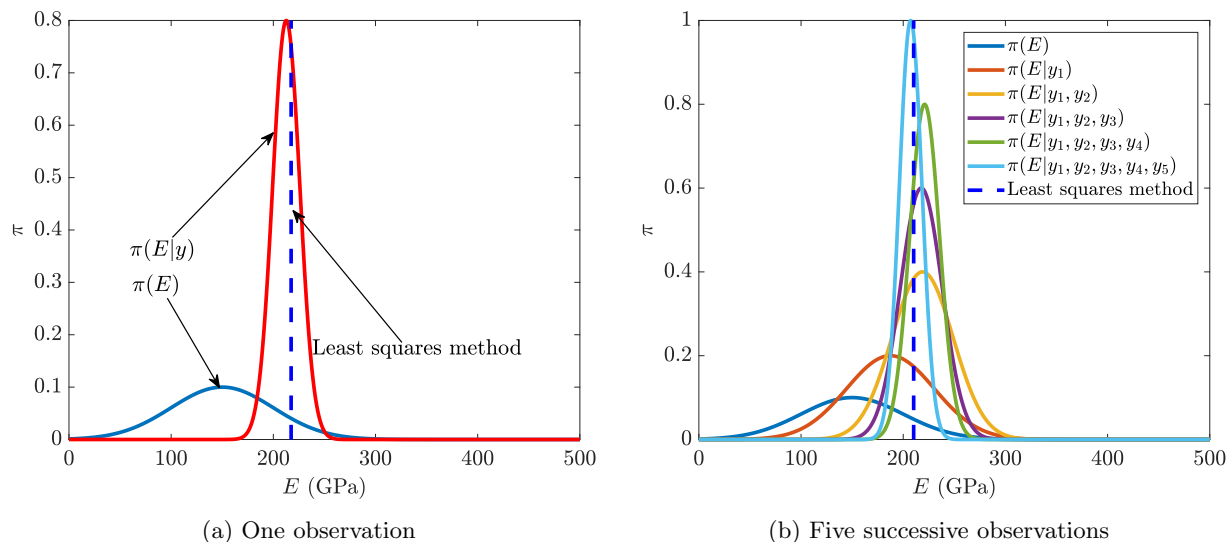 0.8
0.7
0.6
0.5
0.4
0.3
0.2
0.1
0
π
π(E|y)
π(E)
Least squares method
0 100 200 300 400 500
E (GPa)
(a) One observation
1
0.8
0.6
0.4
0.2
0
π
π(E)
π(E|y₁)
π(E|y₁, y₂)
π(E|y₁, y₂, y₃)
π(E|y₁, y₂, y₃, y₄)
π(E|y₁, y₂, y₃, y₄, y₅)
Least squares method
0 100 200 300 400 500
E (GPa)
(b) Five successive observations